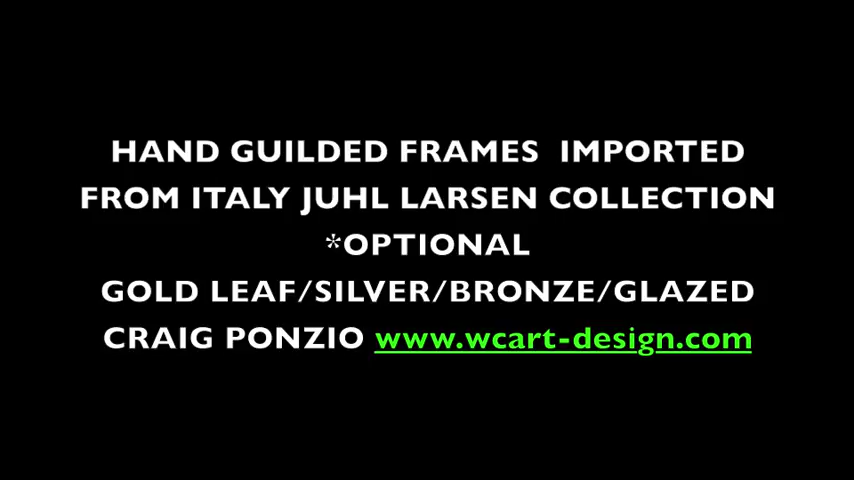 HAND GUILDED FRAMES  IMPORTED
FROM ITALY JUHL LARSEN COLLECTION
*OPTIONAL
GOLD LEAF/SILVER/BRONZE/GLAZED
CRAIG PONZIO www.wcart-design.com